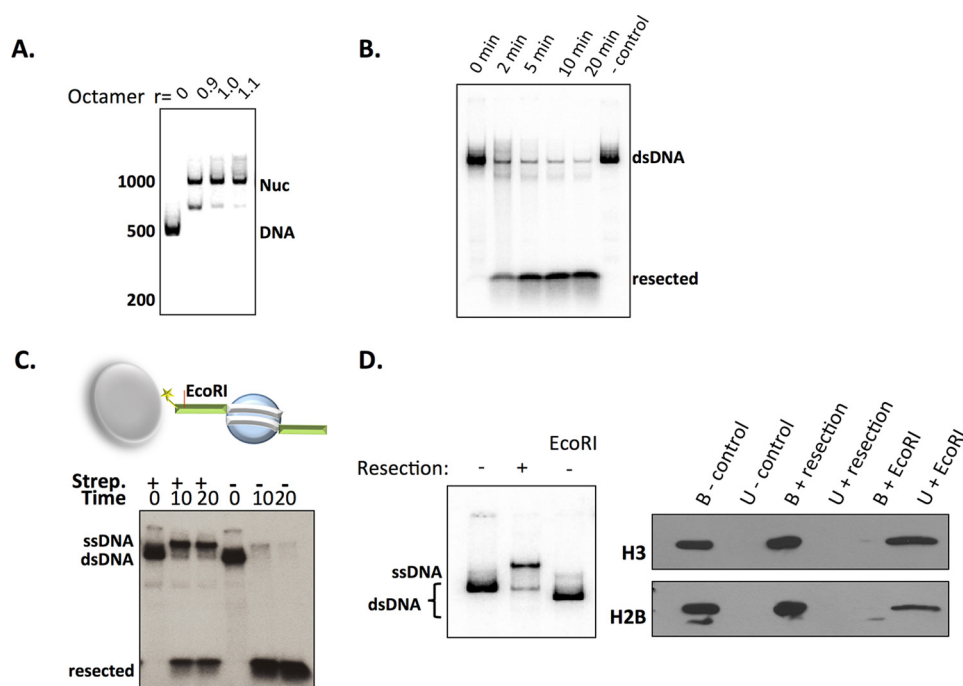 A.
Octamer r= 0 0.9 1.0 1.1
1000
Nuc
500
DNA
200
B.
0 min 2 min 5 min 10 min 20 min - control
dsDNA
resected
C.
EcoRI
Strep. + + + - - -
Time 0 10 20 0 10 20
ssDNA
dsDNA
resected
D.
EcoRI
Resection: - + -
ssDNA
dsDNA
B - control U - control B + resection U + resection B + EcoRI U + EcoRI
H3
H2B